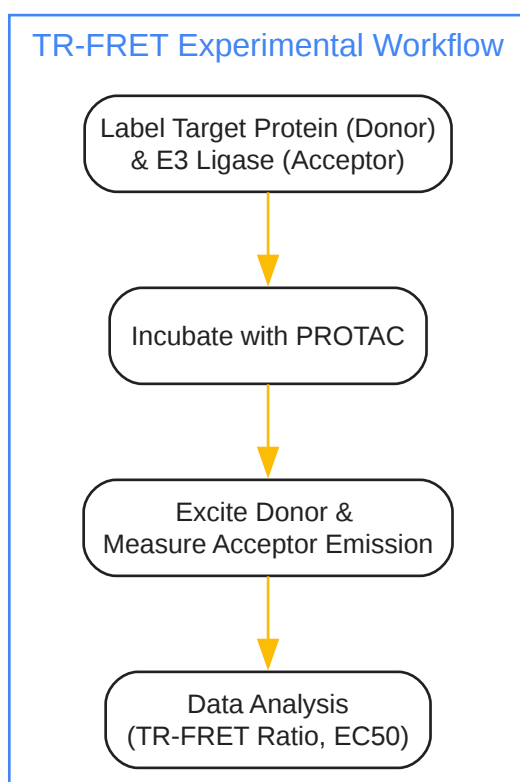 TR-FRET Experimental Workflow
Label Target Protein (Donor)
& E3 Ligase (Acceptor)
Incubate with PROTAC
Excite Donor &
Measure Acceptor Emission
Data Analysis
(TR-FRET Ratio, EC50)